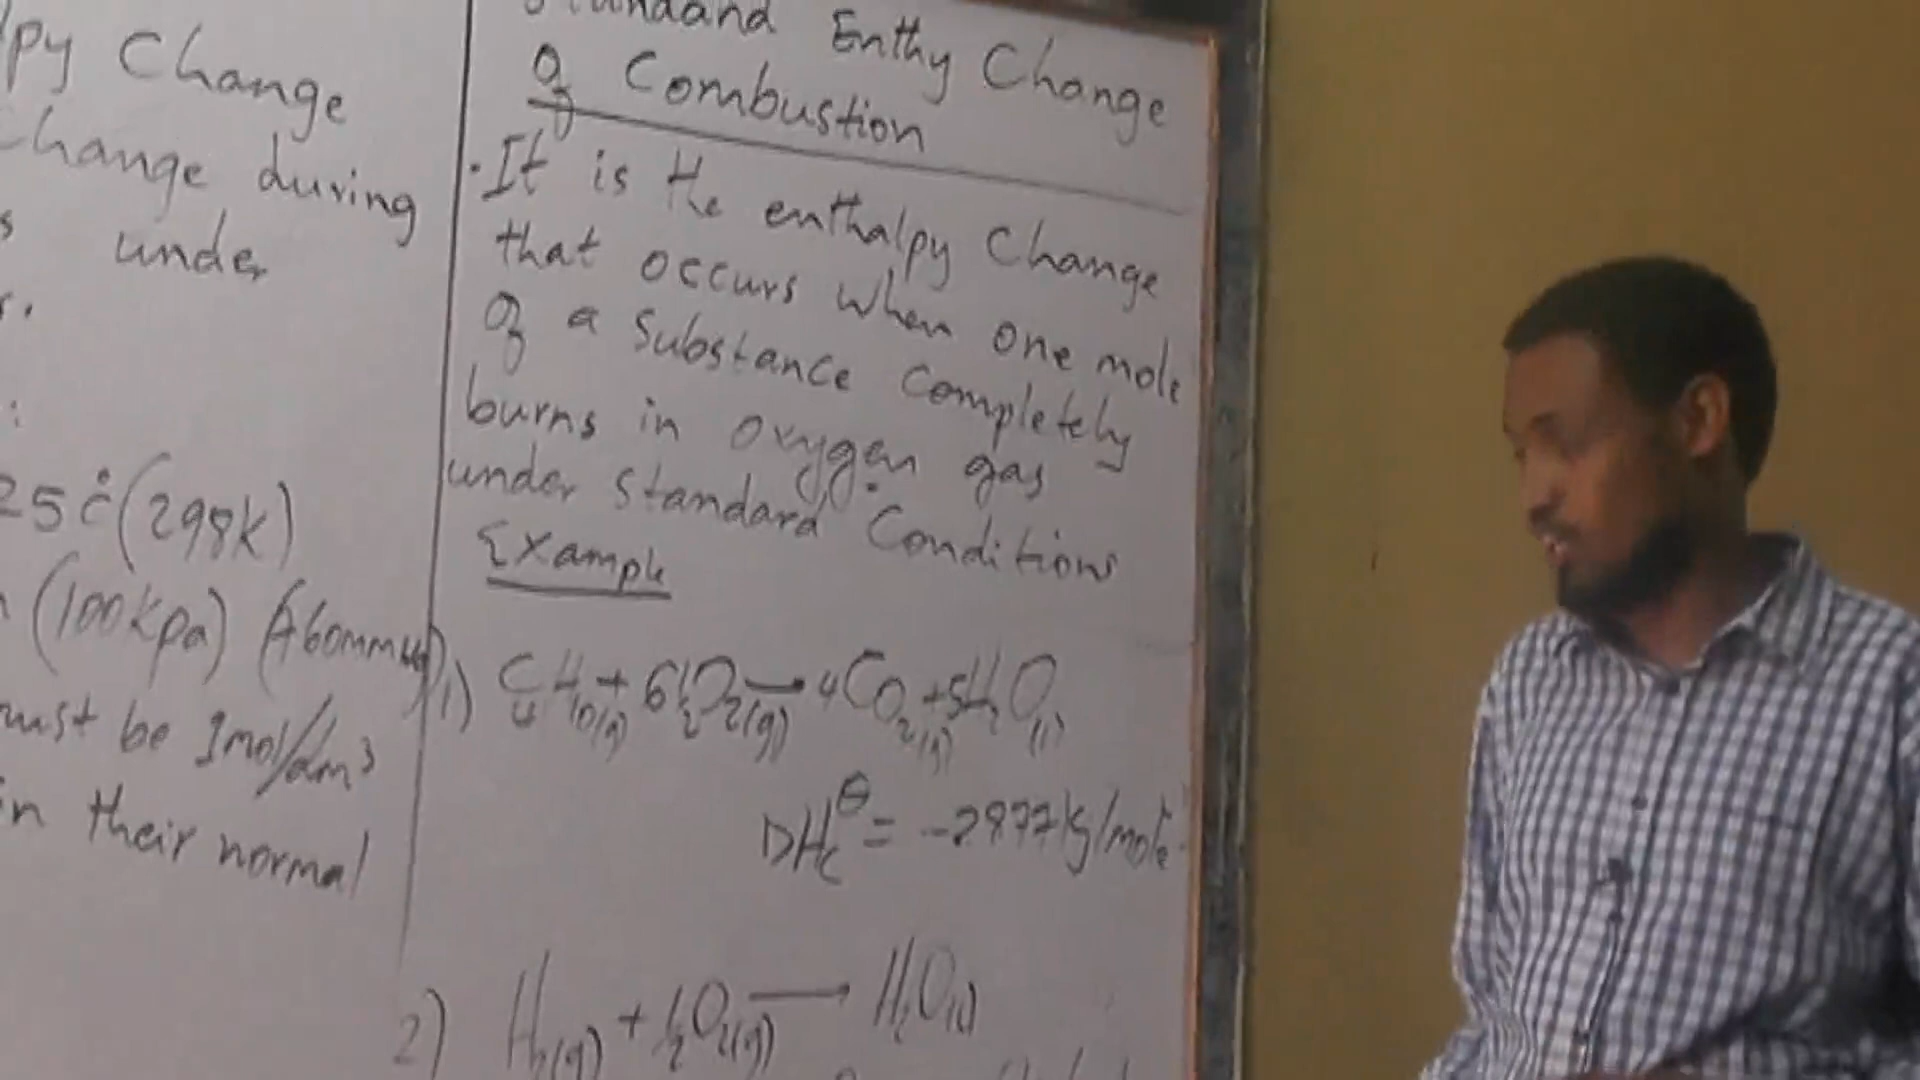 py Change
Change during
s under
25°c (298k)
(100kpa) (760mmHg)
must be 1mol/dm³
in their normal
Standard Enthy Change
of Combustion
. It is the enthalpy Change
that occurs when one mole
of a Substance Completely
burns in oxygen gas
under standard Conditions
Example
1) C₄H₁₀(g) + 6½O₂(g) → 4CO₂(g) + 5H₂O(l)
ΔHc^θ = -2877kJ/mole
2) H₂(g) + ½O₂(g) → H₂O(l)